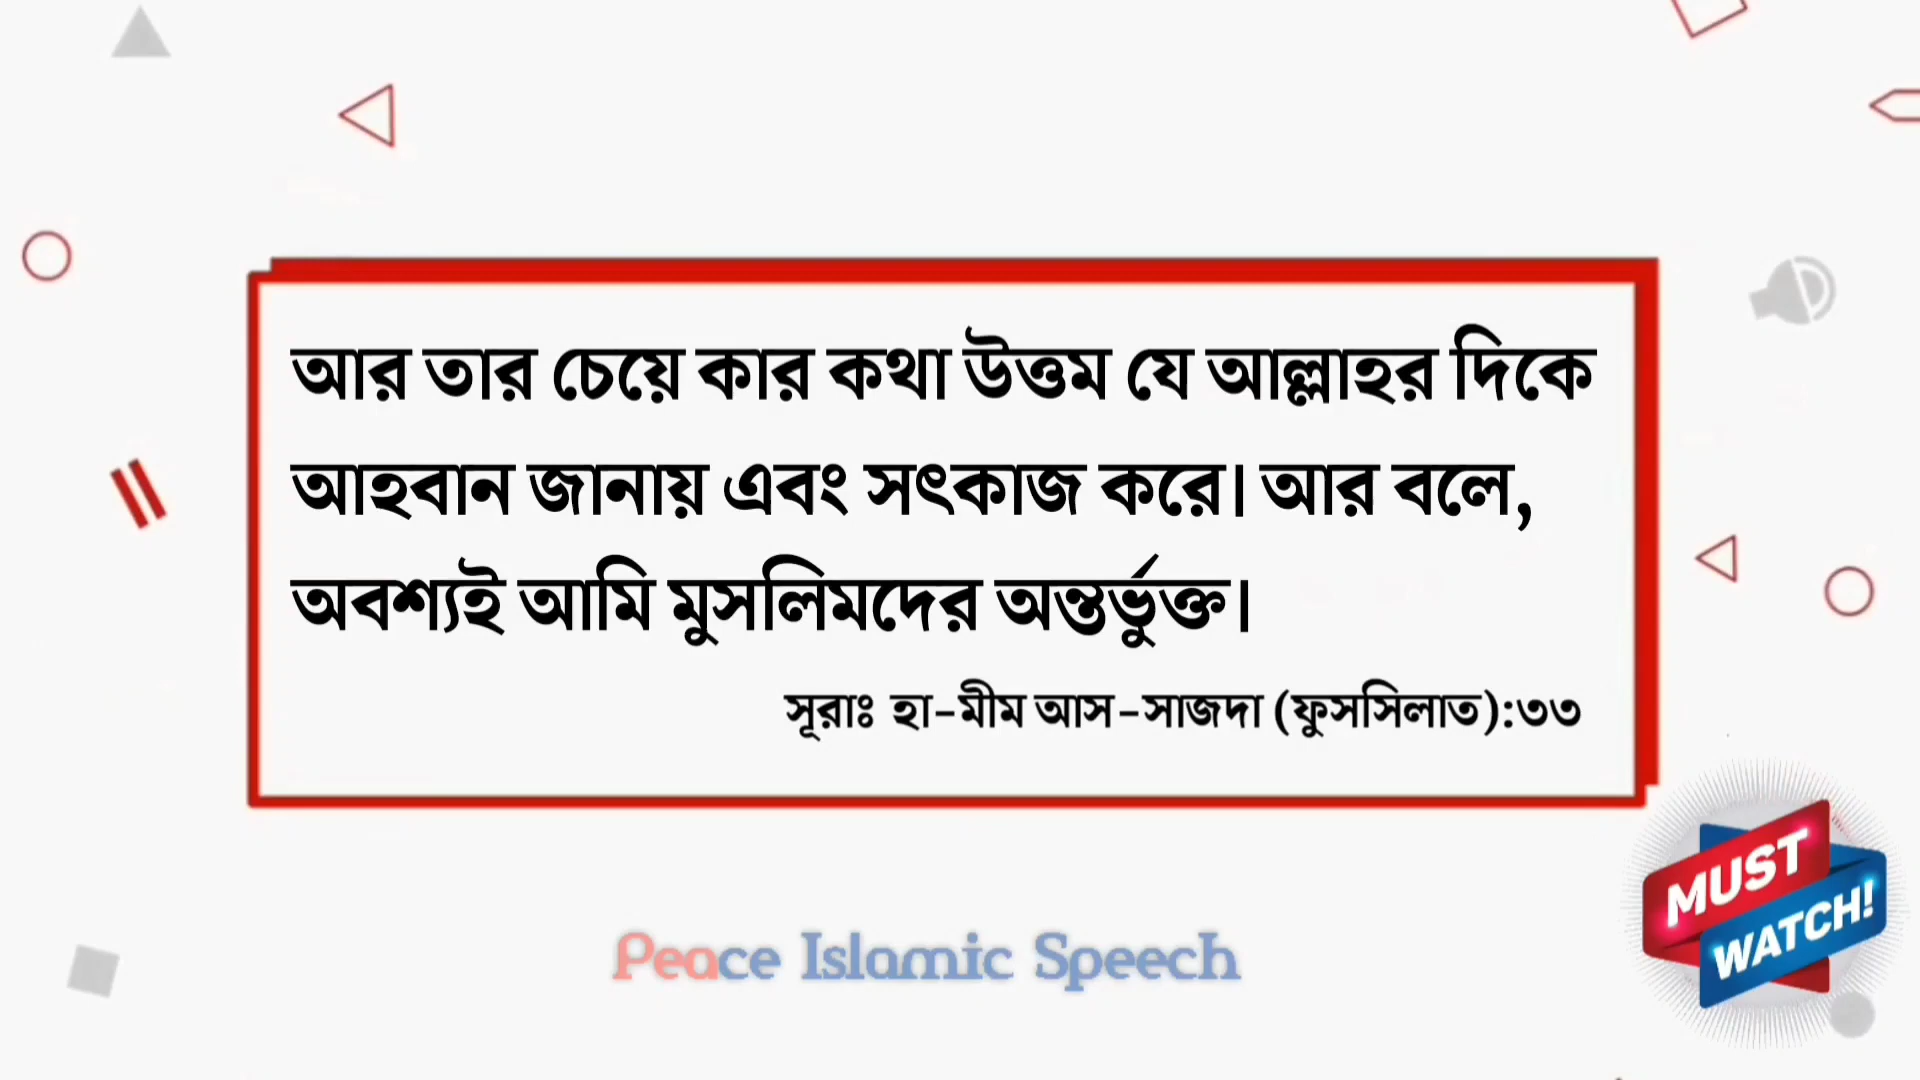 আর তার চেয়ে কার কথা উত্তম যে আল্লাহর দিকে
আহবান জানায় এবং সৎকাজ করে। আর বলে,
অবশ্যই আমি মুসলিমদের অন্তর্ভুক্ত।
সূরাঃ হা-মীম আস-সাজদা (ফুসসিলাত):৩৩
MUST
WATCH!
Peace Islamic Speech